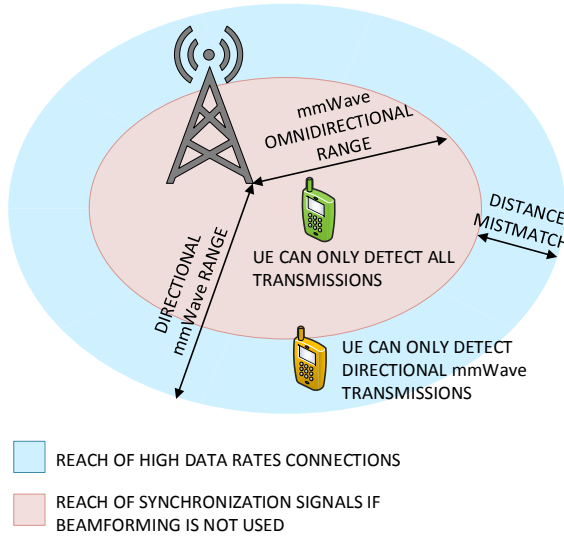 mmWave
OMNIDIRECTIONAL
RANGE
DISTANCE
MISTMATCH
DIRECTIONAL
mmWave RANGE
UE CAN ONLY DETECT ALL
TRANSMISSIONS
UE CAN ONLY DETECT
DIRECTIONAL mmWave
TRANSMISSIONS
REACH OF HIGH DATA RATES CONNECTIONS
REACH OF SYNCHRONIZATION SIGNALS IF
BEAMFORMING IS NOT USED